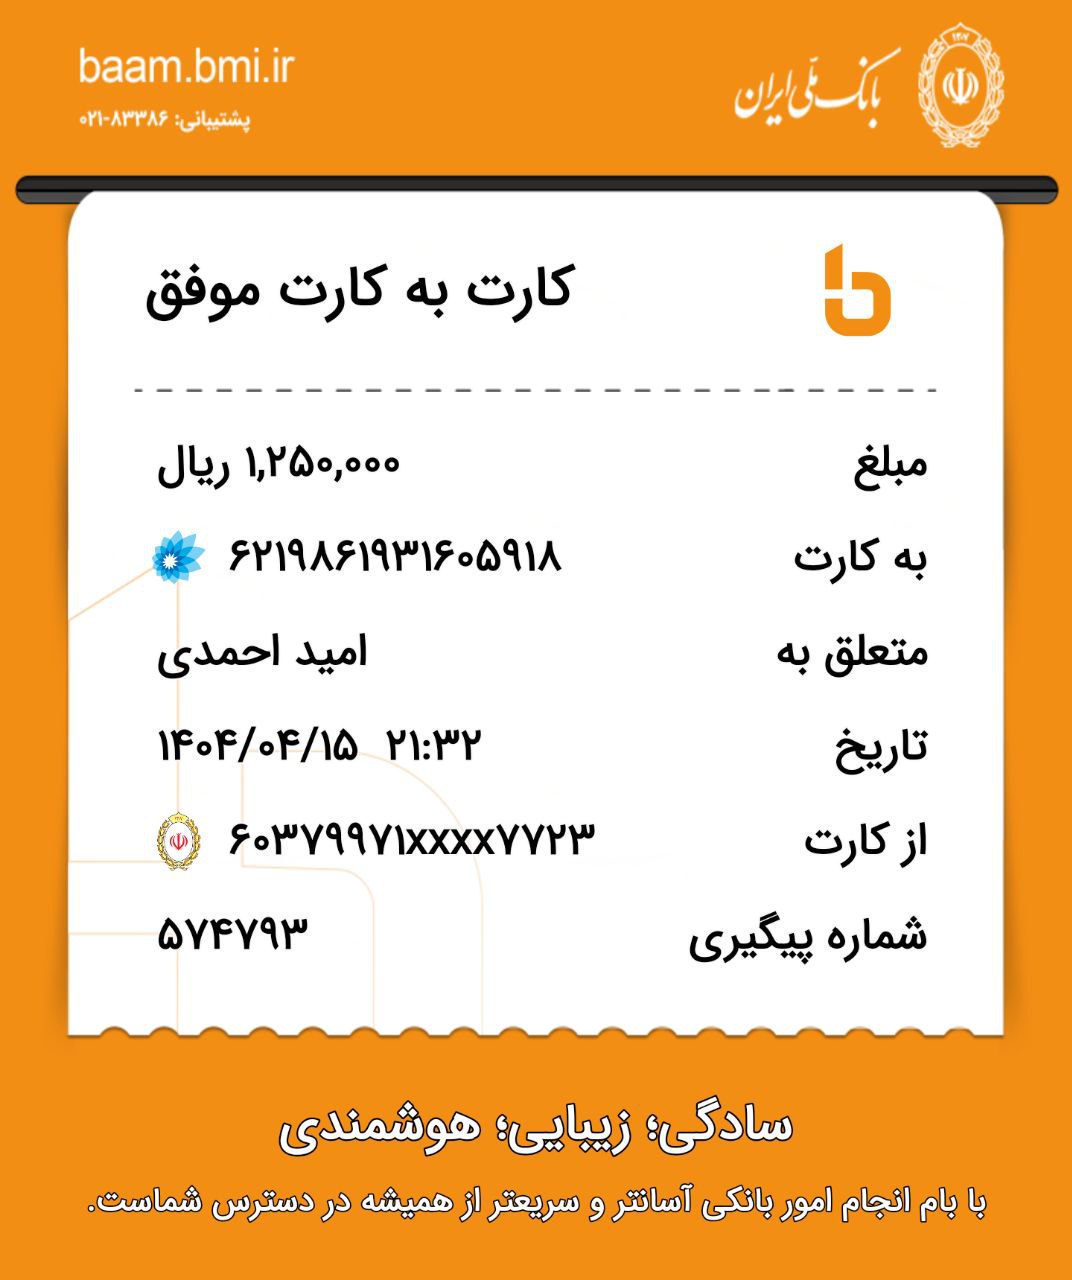 baam.bmi.ir
پشتیبانی: ۸۳۳۸۶-۰۲۱
بانک ملی ایران
کارت به کارت موفق
مبلغ ۱,۲۵۰,۰۰۰ ریال
به کارت ۶۲۱۹۸۶۱۹۳۱۶۰۵۹۱۸
متعلق به امید احمدی
تاریخ ۱۴۰۴/۰۴/۱۵ ۲۱:۳۲
از کارت ۶۰۳۷۹۹۷۱xxxx۷۷۲۳
شماره پیگیری ۵۷۴۷۹۳
سادگی؛ زیبایی؛ هوشمندی
با بام انجام امور بانکی آسانتر و سریعتر از همیشه در دسترس شماست.